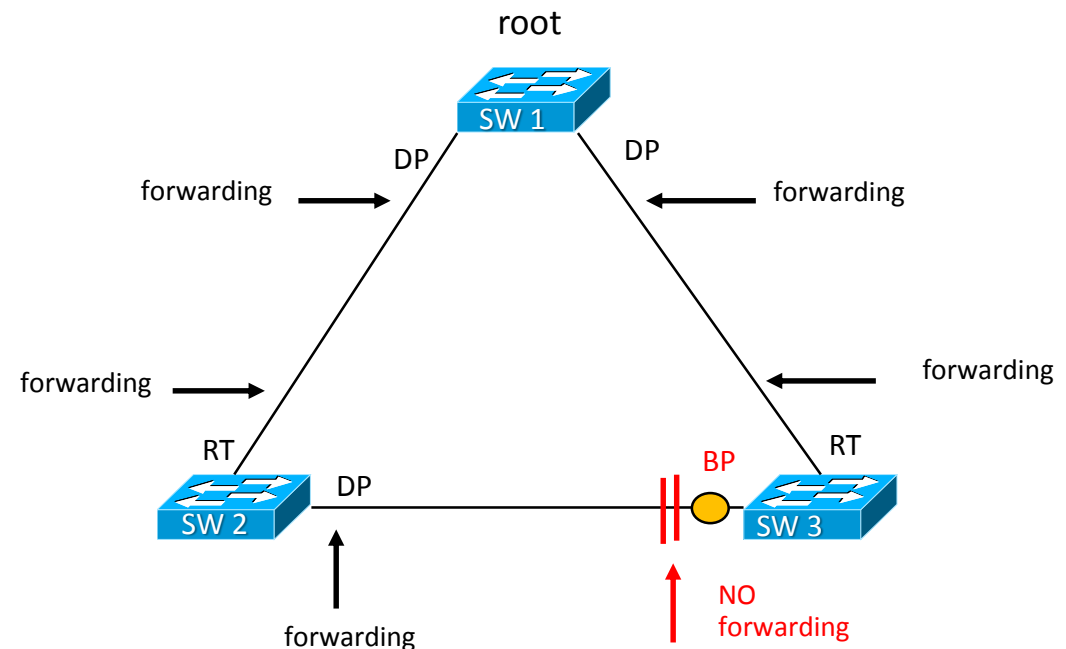 root
SW 1
DP
DP
forwarding
forwarding
forwarding
forwarding
RT
RT
BP
DP
SW 2
SW 3
NO
forwarding
forwarding